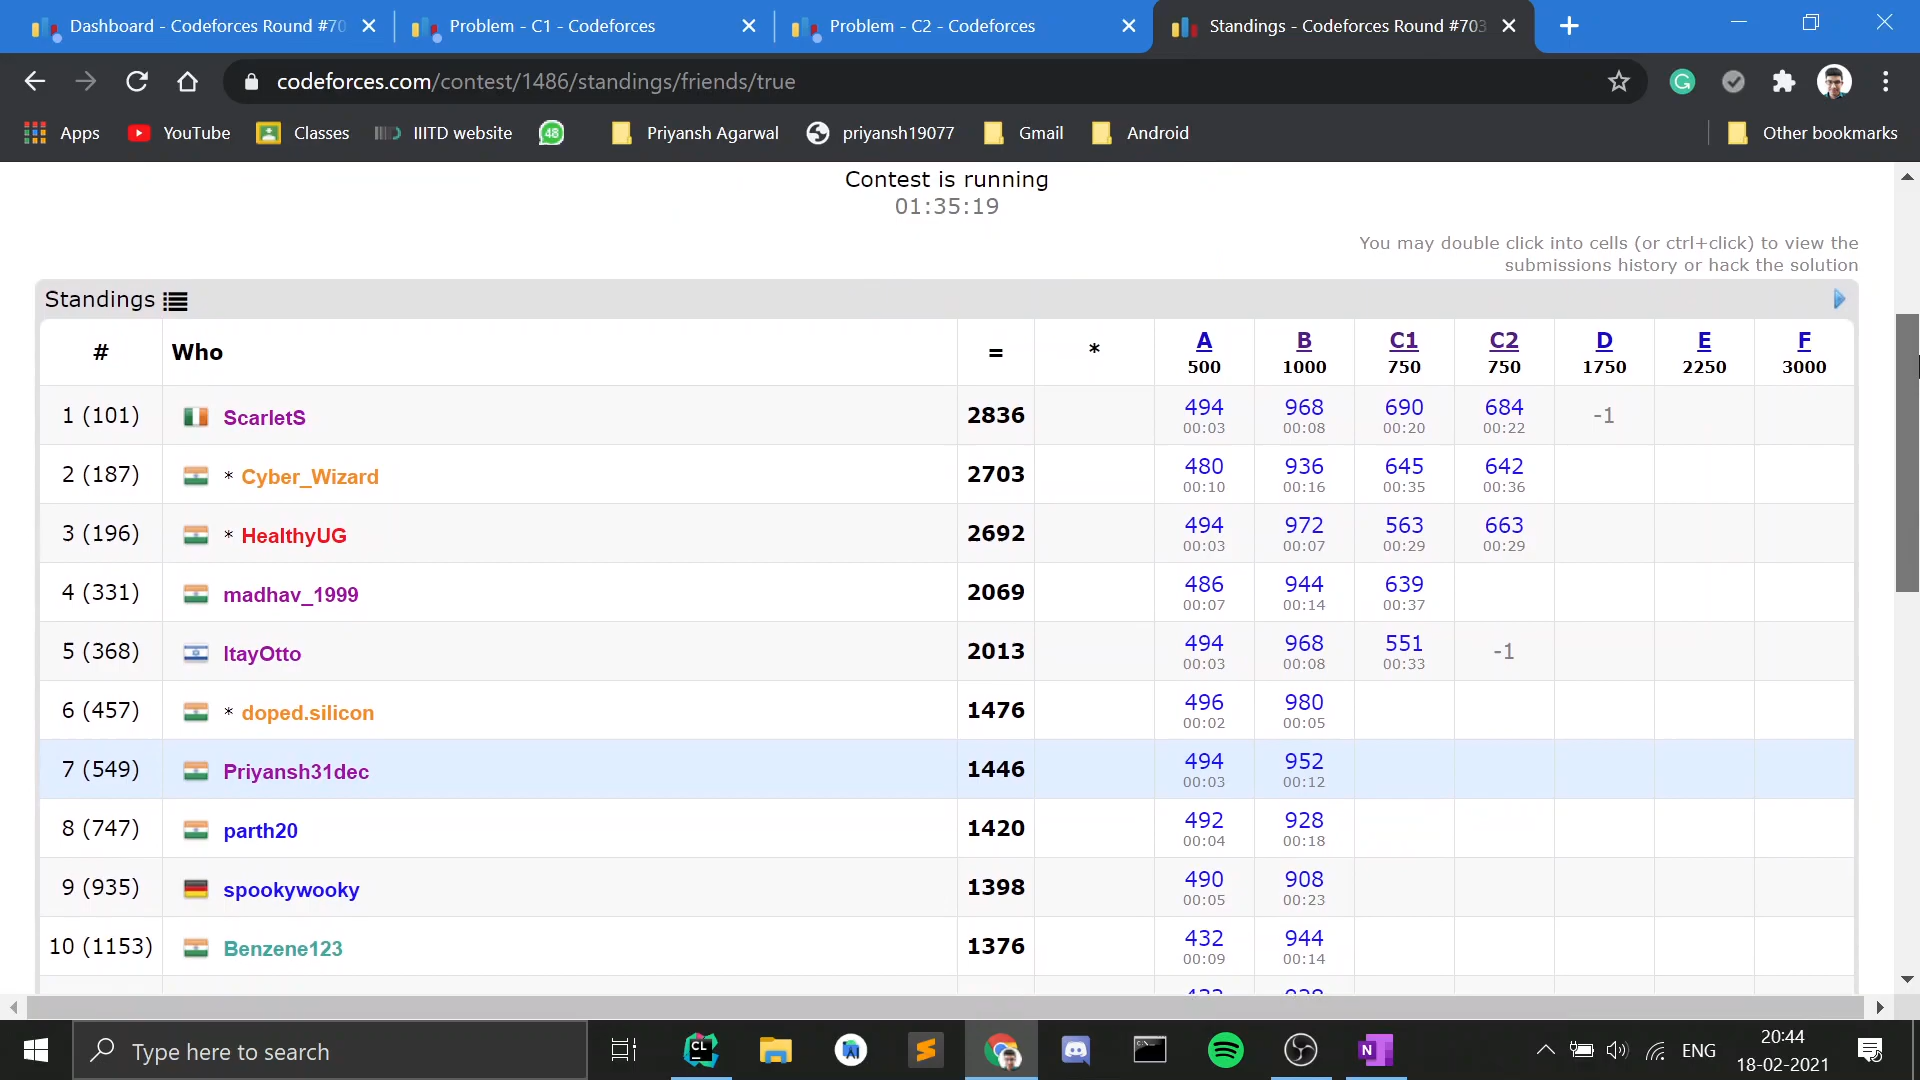 Dashboard - Codeforces Round #70
Problem - C1 - Codeforces
Problem - C2 - Codeforces
Standings - Codeforces Round #703
codeforces.com/contest/1486/standings/friends/true
Apps YouTube Classes IIITD website 48 Priyansh Agarwal priyansh19077 Gmail Android Other bookmarks
Contest is running
01:35:19
You may double click into cells (or ctrl+click) to view the
submissions history or hack the solution
Standings
# Who = * A B C1 C2 D E F
500 1000 750 750 1750 2250 3000
1 (101) ScarletS 2836 494 968 690 684 -1
00:03 00:08 00:20 00:22
2 (187) * Cyber_Wizard 2703 480 936 645 642
00:10 00:16 00:35 00:36
3 (196) * HealthyUG 2692 494 972 563 663
00:03 00:07 00:29 00:29
4 (331) madhav_1999 2069 486 944 639
00:07 00:14 00:37
5 (368) ItayOtto 2013 494 968 551 -1
00:03 00:08 00:33
6 (457) * doped.silicon 1476 496 980
00:02 00:05
7 (549) Priyansh31dec 1446 494 952
00:03 00:12
8 (747) parth20 1420 492 928
00:04 00:18
9 (935) spookywooky 1398 490 908
00:05 00:23
10 (1153) Benzene123 1376 432 944
00:09 00:14
Type here to search
CL
N
ENG
20:44
18-02-2021